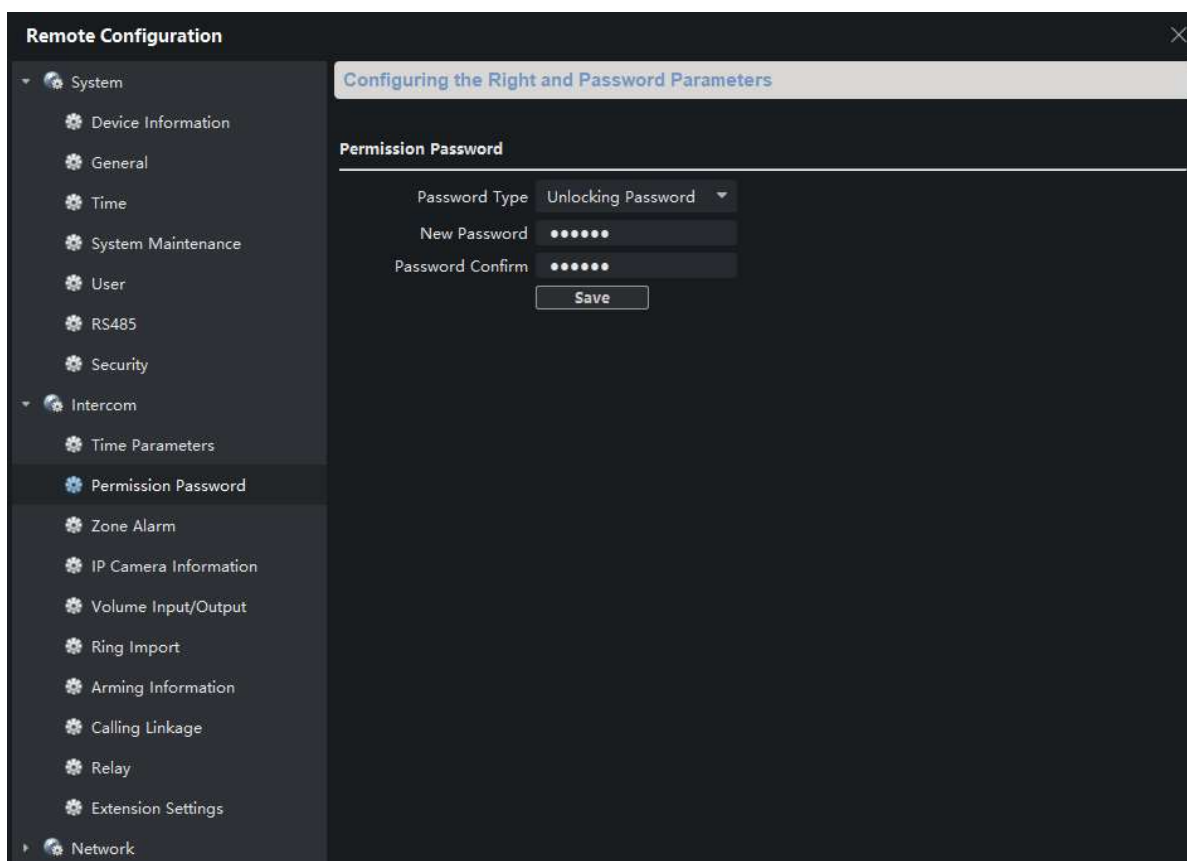 Remote Configuration
System
Device Information
General
Time
System Maintenance
User
RS485
Security
Intercom
Time Parameters
Permission Password
Zone Alarm
IP Camera Information
Volume Input/Output
Ring Import
Arming Information
Calling Linkage
Relay
Extension Settings
Network
Configuring the Right and Password Parameters
Permission Password
Password Type Unlocking Password
New Password ●●●●●●
Password Confirm ●●●●●●
Save